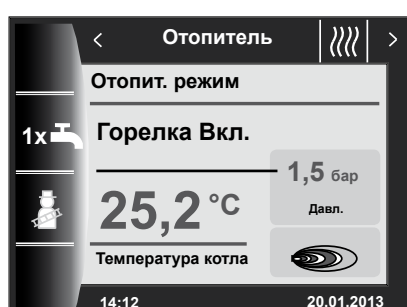 < Отопитель >
Отопит. режим
1x
Горелка Вкл.
1,5 бар
Давл.
25,2 °C
Температура котла
14:12 20.01.2013